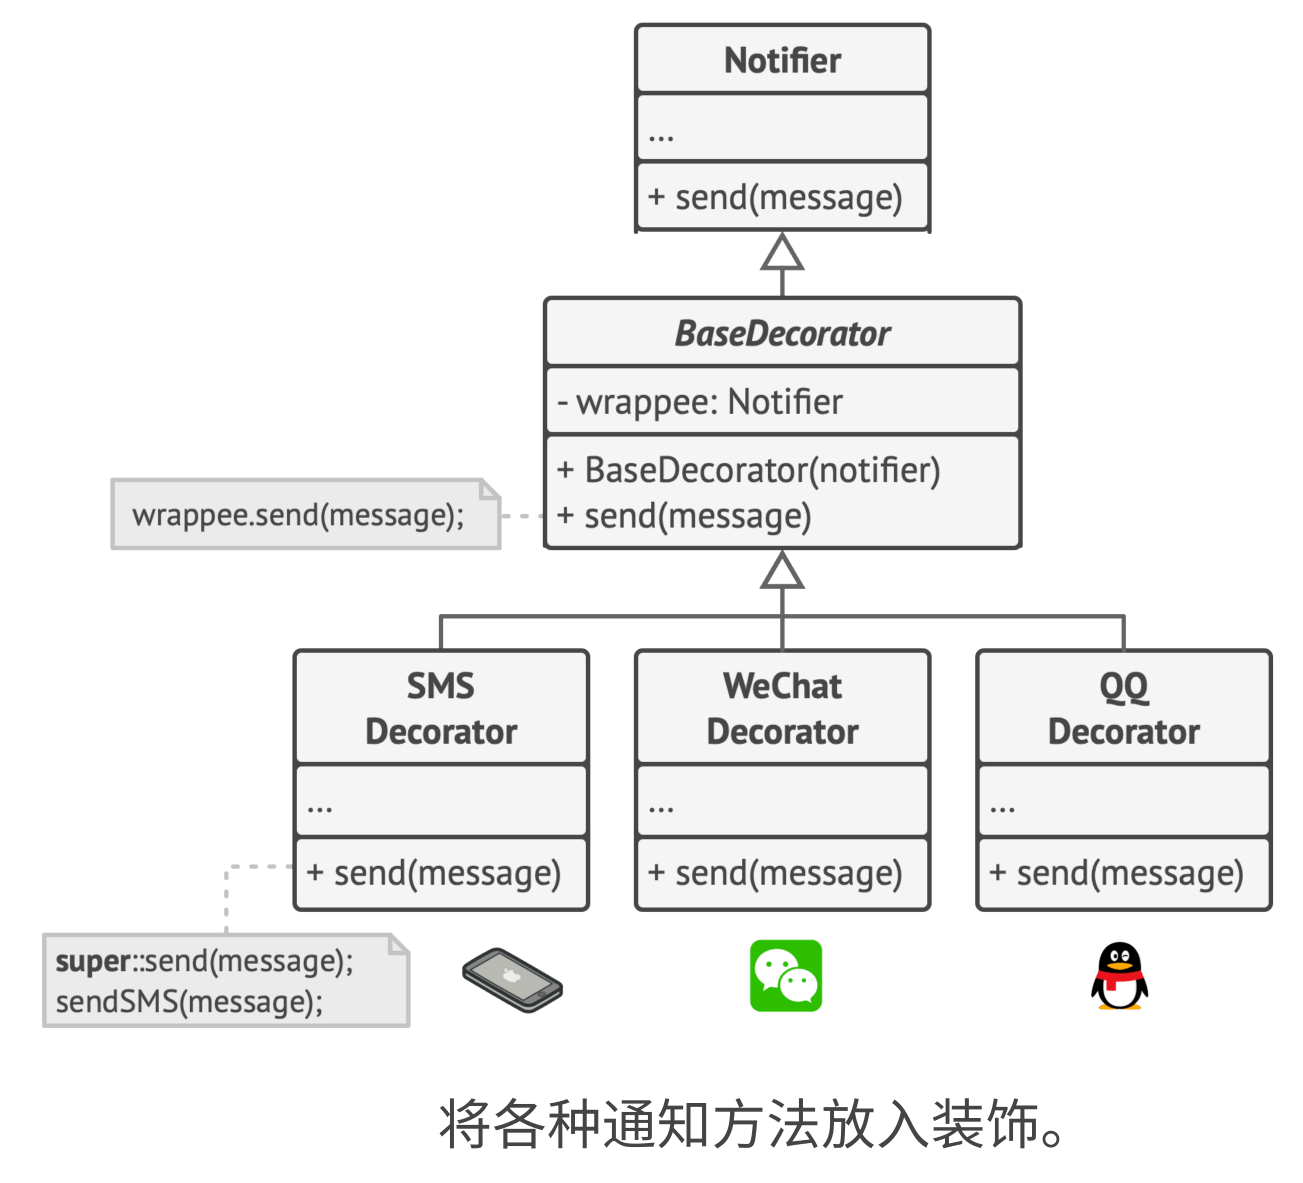 Notifier
...
+ send(message)
BaseDecorator
- wrappee: Notifier
+ BaseDecorator(notifier)
+ send(message)
wrappee.send(message);
SMS
Decorator
...
+ send(message)
WeChat
Decorator
...
+ send(message)
QQ
Decorator
...
+ send(message)
super::send(message);
sendSMS(message);
将各种通知方法放入装饰。